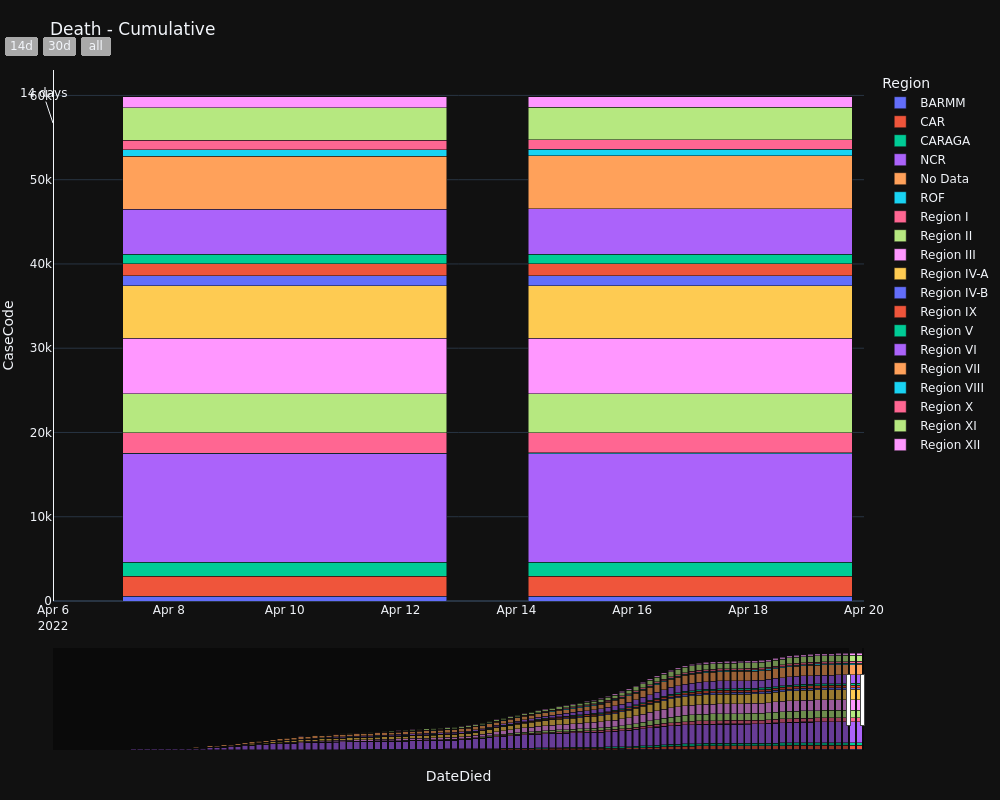 Death - Cumulative
14d
30d
all
14 days
60k
50k
40k
30k
20k
10k
0
CaseCode
Apr 6
2022
Apr 8
Apr 10
Apr 12
Apr 14
Apr 16
Apr 18
Apr 20
DateDied
Region
BARMM
CAR
CARAGA
NCR
No Data
ROF
Region I
Region II
Region III
Region IV-A
Region IV-B
Region IX
Region V
Region VI
Region VII
Region VIII
Region X
Region XI
Region XII